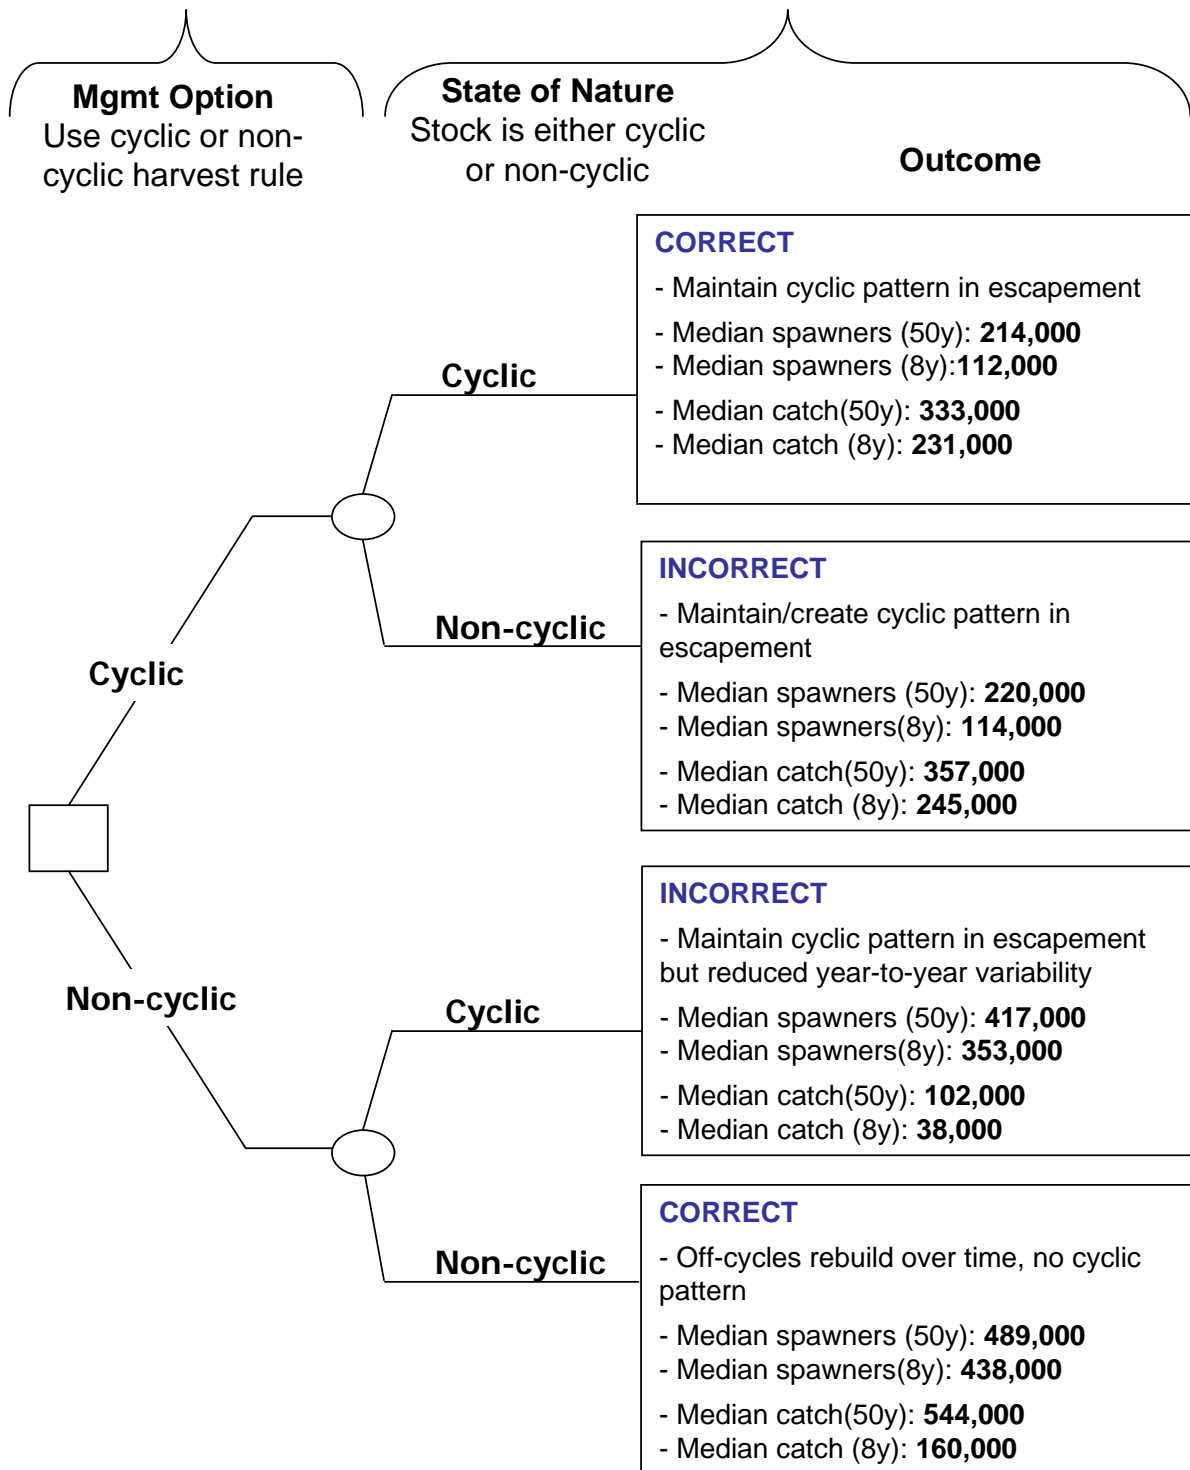 Mgmt Option
Use cyclic or non-
cyclic harvest rule
State of Nature
Stock is either cyclic
or non-cyclic
Outcome
CORRECT
- Maintain cyclic pattern in escapement
- Median spawners (50y): 214,000
- Median spawners (8y):112,000
- Median catch(50y): 333,000
- Median catch (8y): 231,000
Cyclic
INCORRECT
- Maintain/create cyclic pattern in
escapement
- Median spawners (50y): 220,000
- Median spawners(8y): 114,000
- Median catch(50y): 357,000
- Median catch (8y): 245,000
Non-cyclic
Cyclic
INCORRECT
- Maintain cyclic pattern in escapement
but reduced year-to-year variability
- Median spawners (50y): 417,000
- Median spawners(8y): 353,000
- Median catch(50y): 102,000
- Median catch (8y): 38,000
Non-cyclic
Cyclic
CORRECT
- Off-cycles rebuild over time, no cyclic
pattern
- Median spawners (50y): 489,000
- Median spawners(8y): 438,000
- Median catch(50y): 544,000
- Median catch (8y): 160,000
Non-cyclic